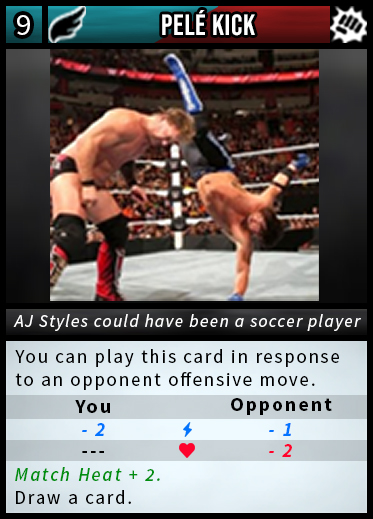 9 PELÉ KICK
AJ Styles could have been a soccer player
You can play this card in response
to an opponent offensive move.
You Opponent
- 2 - 1
--- - 2
Match Heat + 2.
Draw a card.